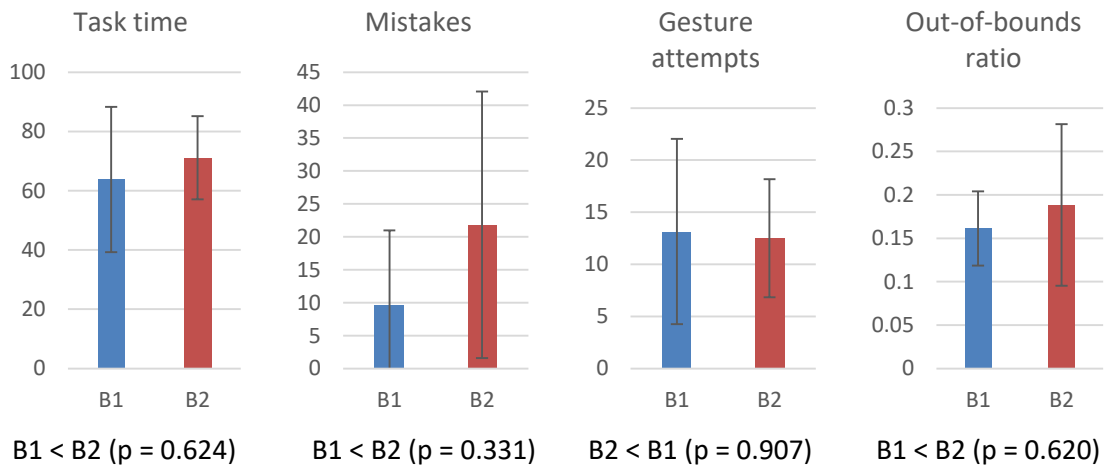 Task time
100
80
60
40
20
0
B1 B2
B1 < B2 (p = 0.624)
Mistakes
45
40
35
30
25
20
15
10
5
0
B1 B2
B1 < B2 (p = 0.331)
Gesture
attempts
25
20
15
10
5
0
B1 B2
B2 < B1 (p = 0.907)
Out-of-bounds
ratio
0.3
0.25
0.2
0.15
0.1
0.05
0
B1 B2
B1 < B2 (p = 0.620)